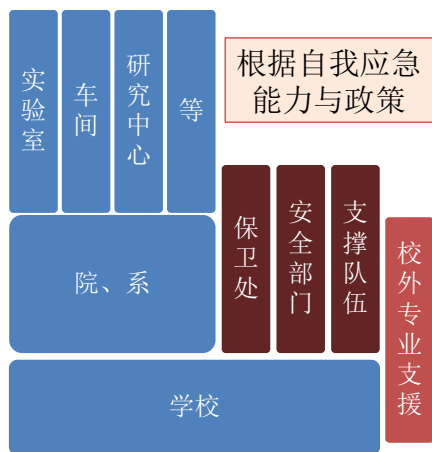 实验室
车间
研究中心
等
根据自我应急
能力与政策
院、系
保卫处
安全部门
支撑队伍
校外专业支援
学校